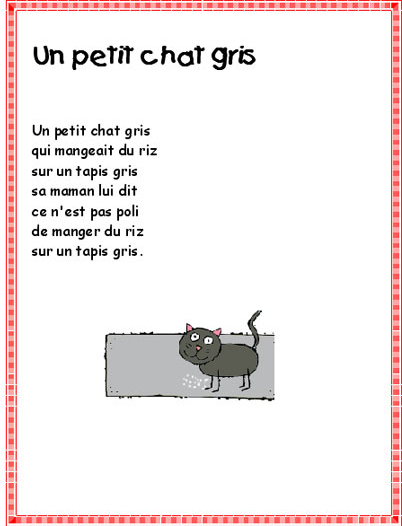 Un petit chat gris
Un petit chat gris
qui mangeait du riz
sur un tapis gris
sa maman lui dit
ce n'est pas poli
de manger du riz
sur un tapis gris.